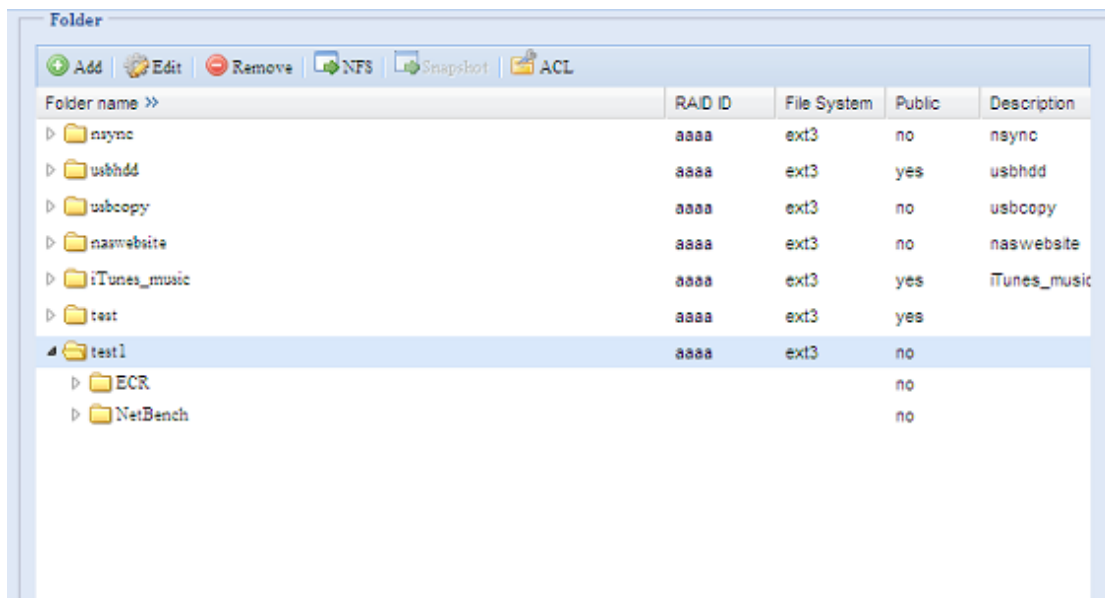 Folder
Add Edit Remove NFS Snapshot ACL
Folder name » RAID ID File System Public Description
nsync aaaa ext3 no nsync
usbhdd aaaa ext3 yes usbhdd
usbcopy aaaa ext3 no usbcopy
naswebsite aaaa ext3 no naswebsite
iTunes_music aaaa ext3 yes iTunes_music
test aaaa ext3 yes
test1 aaaa ext3 no
ECR no
NetBench no